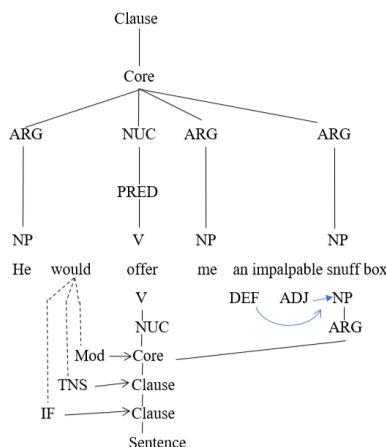 Clause
Core
ARG NUC ARG ARG
PRED
NP V NP NP
He would offer me an impalpable snuff box
V DEF ADJ NP
NUC ARG
Mod Core
TNS Clause
IF Clause
Sentence